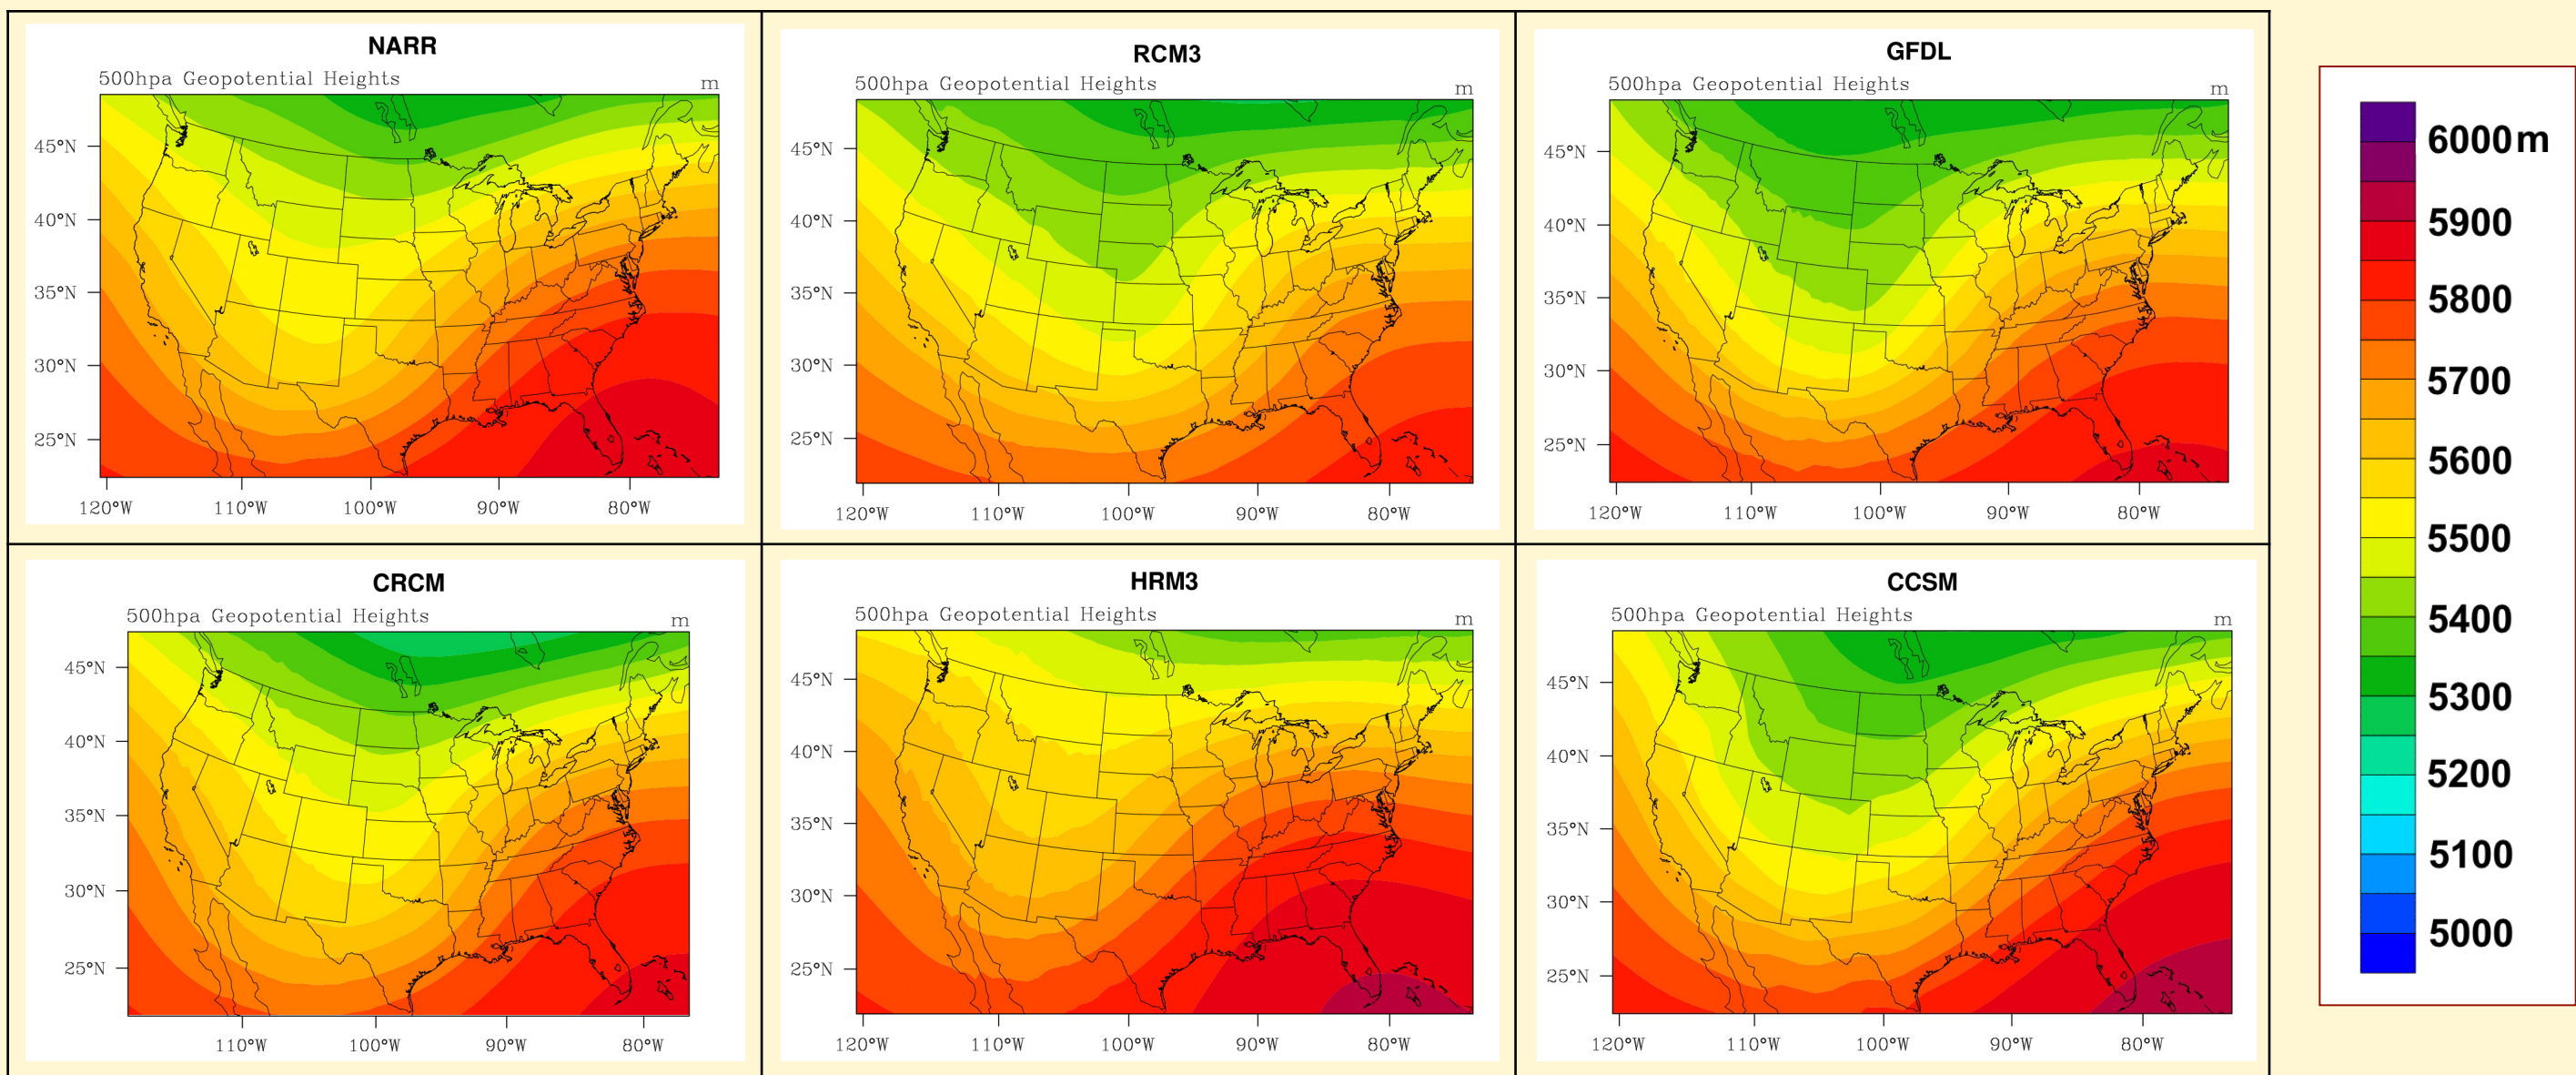 NARR
500hpa Geopotential Heights m
45°N
40°N
35°N
30°N
25°N
120°W 110°W 100°W 90°W 80°W
RCM3
500hpa Geopotential Heights m
45°N
40°N
35°N
30°N
25°N
120°W 110°W 100°W 90°W 80°W
GFDL
500hpa Geopotential Heights m
45°N
40°N
35°N
30°N
25°N
120°W 110°W 100°W 90°W 80°W
CRCM
500hpa Geopotential Heights m
45°N
40°N
35°N
30°N
25°N
110°W 100°W 90°W 80°W
HRM3
500hpa Geopotential Heights m
45°N
40°N
35°N
30°N
25°N
120°W 110°W 100°W 90°W 80°W
CCSM
500hpa Geopotential Heights m
45°N
40°N
35°N
30°N
25°N
120°W 110°W 100°W 90°W 80°W
6000 m
5900
5800
5700
5600
5500
5400
5300
5200
5100
5000